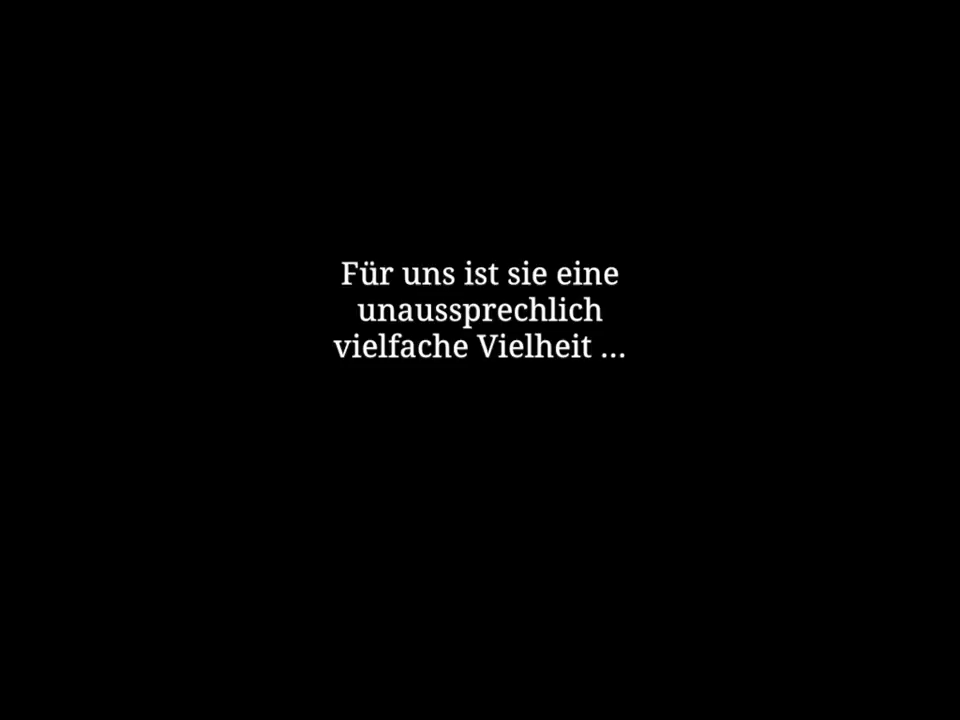 Für uns ist sie eine
unaussprechlich
vielfache Vielheit ...